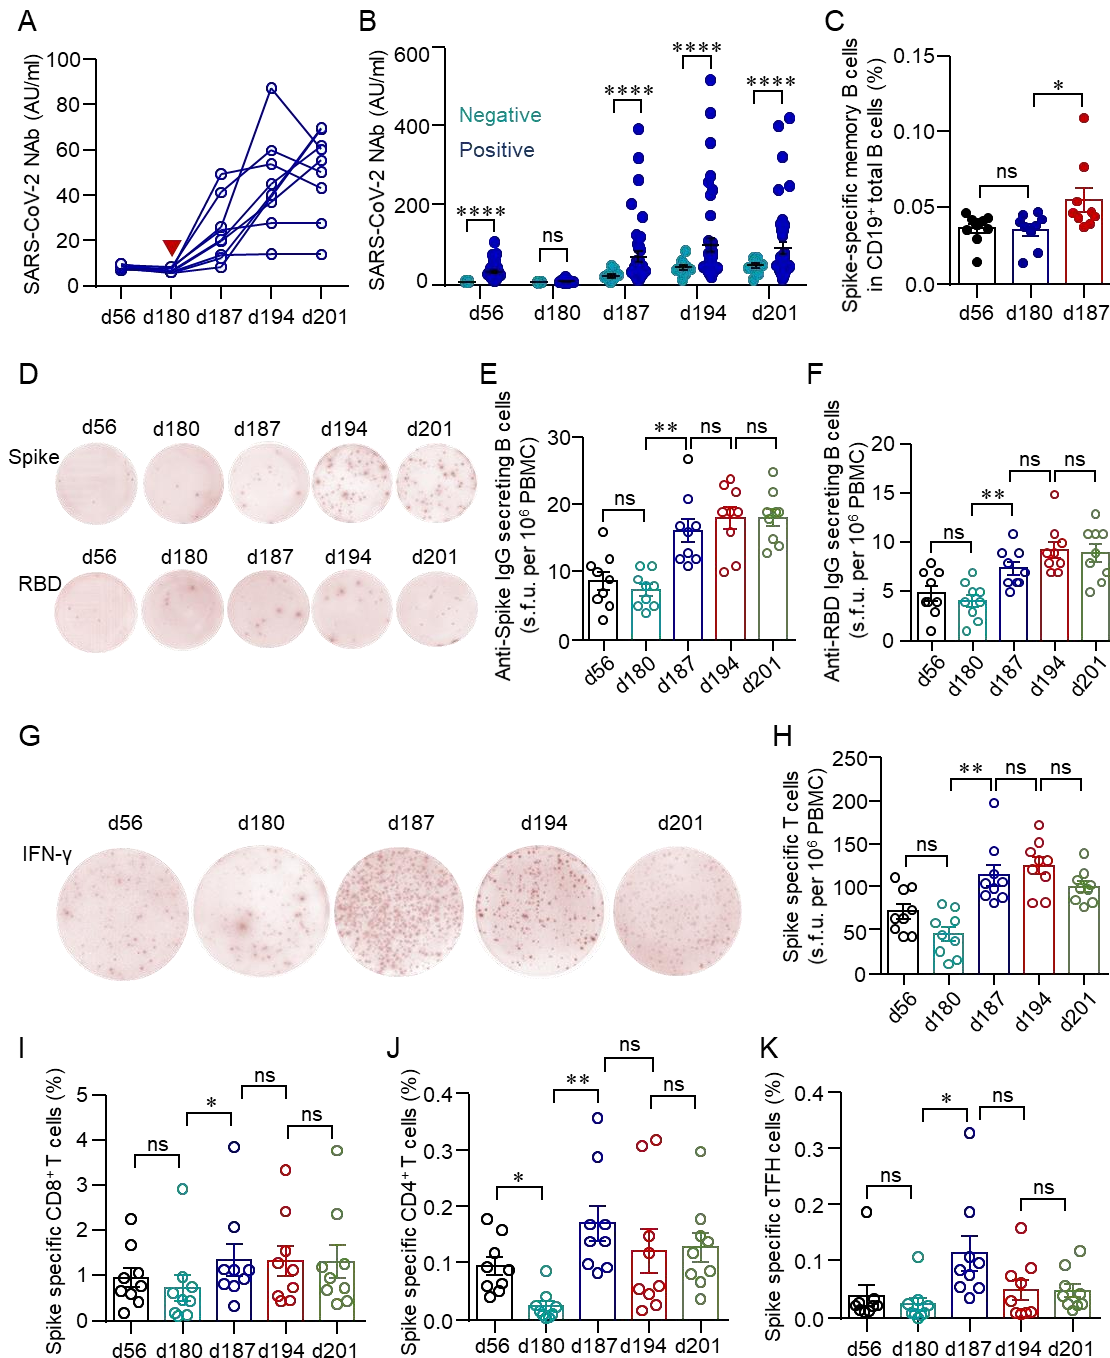 A
SARS-CoV-2 NAb (AU/ml)
100
80
60
40
20
0
d56 d180 d187 d194 d201
B
SARS-CoV-2 NAb (AU/ml)
600
400
200
0
Negative
Positive
**** ns **** **** ****
d56 d180 d187 d194 d201
C
Spike-specific memory B cells
in CD19⁺ total B cells (%)
0.15
0.10
0.05
0.0
ns *
d56 d180 d187
D
d56 d180 d187 d194 d201
Spike
d56 d180 d187 d194 d201
RBD
E
Anti-Spike IgG secreting B cells
(s.f.u. per 10⁶ PBMC)
30
20
10
0
ns ** ns ns
d56 d180 d187 d194 d201
F
Anti-RBD IgG secreting B cells
(s.f.u. per 10⁶ PBMC)
20
15
10
5
0
ns ** ns ns
d56 d180 d187 d194 d201
G
d56 d180 d187 d194 d201
IFN-γ
H
Spike specific T cells
(s.f.u. per 10⁶ PBMC)
250
200
150
100
50
0
ns ** ns ns
d56 d180 d187 d194 d201
I
Spike specific CD8⁺ T cells (%)
5
4
3
2
1
0
ns * ns ns
d56 d180 d187 d194 d201
J
Spike specific CD4⁺ T cells (%)
0.4
0.3
0.2
0.1
0.0
* ** ns ns
d56 d180 d187 d194 d201
K
Spike specific cTFH cells (%)
0.4
0.3
0.2
0.1
0.0
ns * ns ns
d56 d180 d187 d194 d201